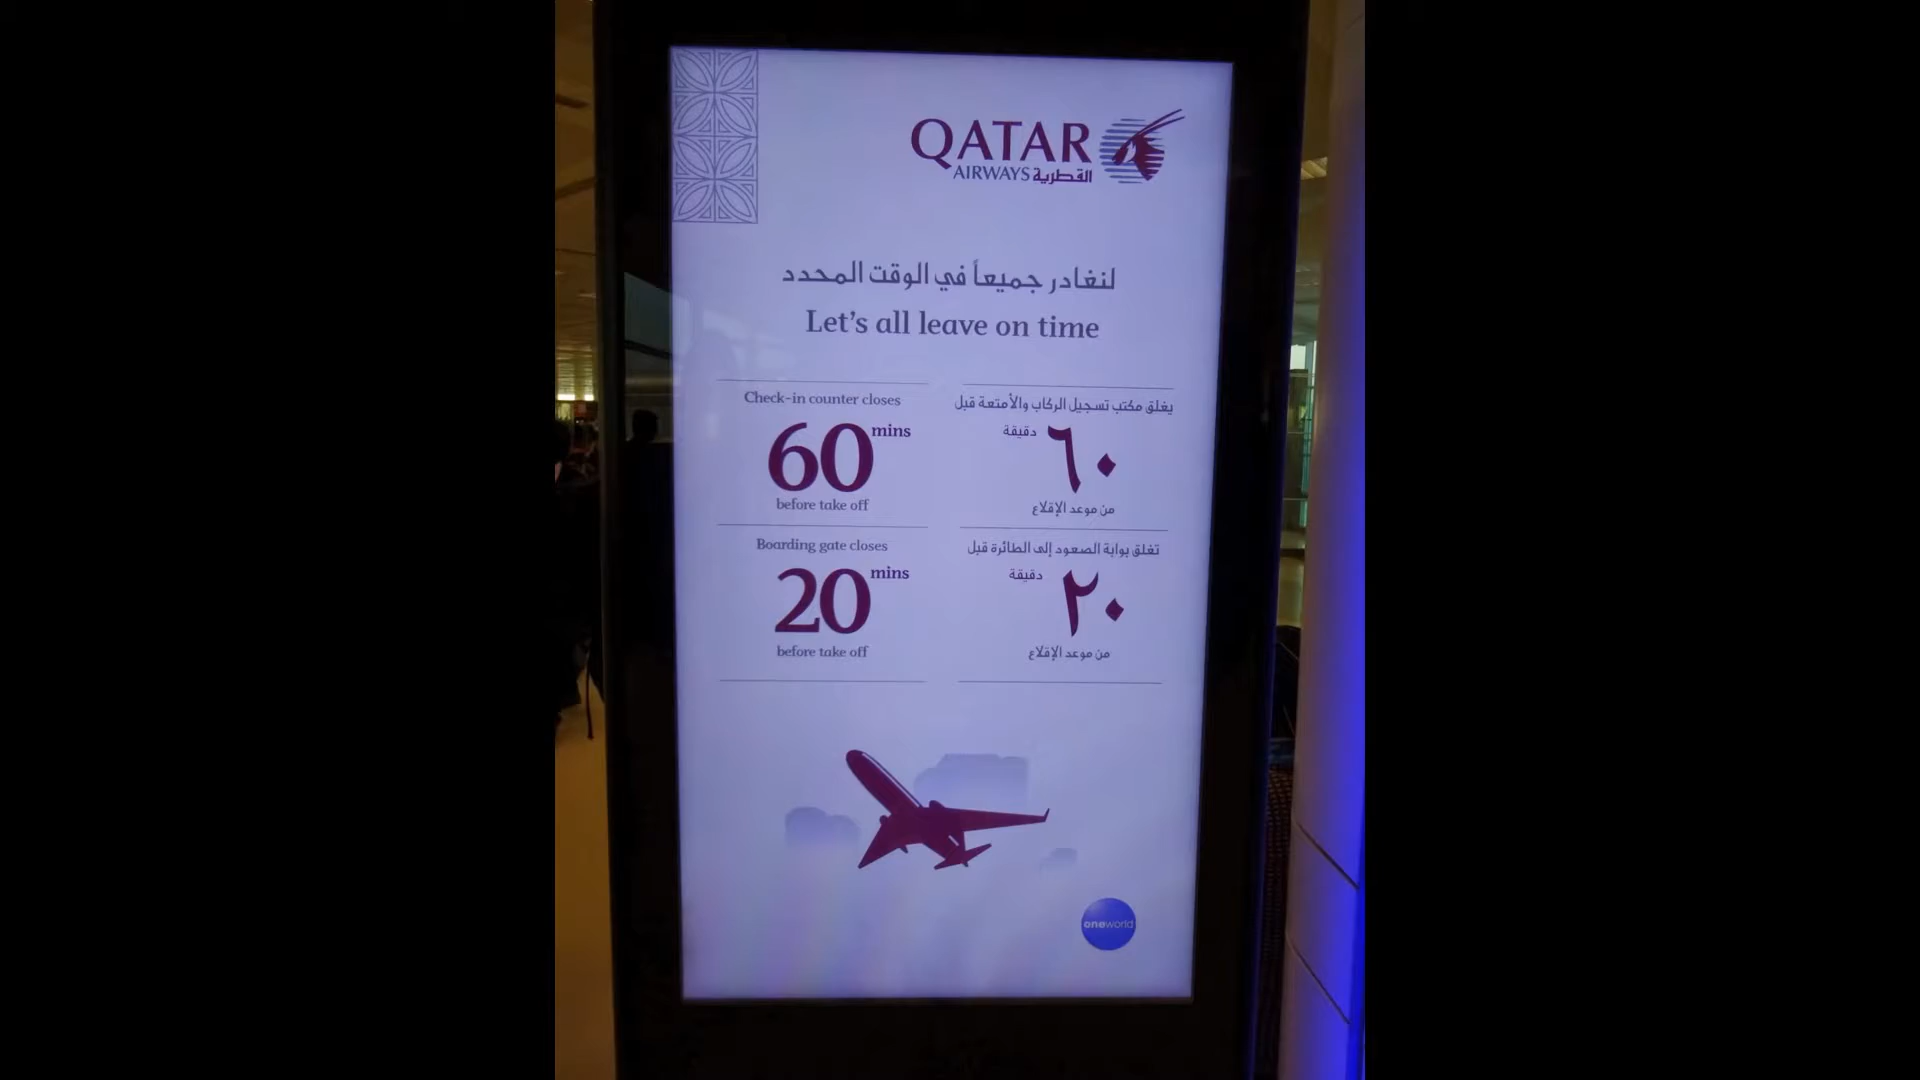 QATAR
AIRWAYS القطرية
لنغادر جميعاً في الوقت المحدد
Let's all leave on time
Check-in counter closes
60 mins
before take off
يغلق مكتب تسجيل الركاب والأمتعة قبل
٦٠ دقيقة
من موعد الإقلاع
Boarding gate closes
20 mins
before take off
تغلق بوابة الصعود إلى الطائرة قبل
٢٠ دقيقة
من موعد الإقلاع
oneworld